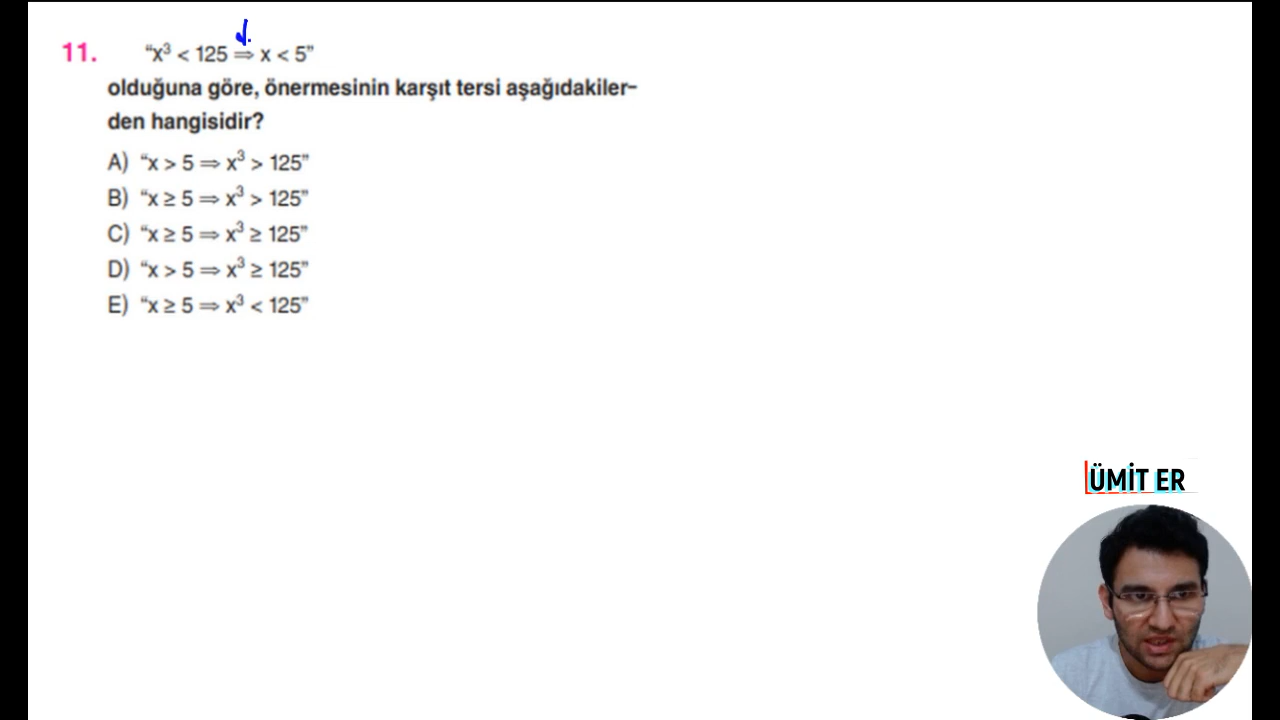 11. “x³ < 125 ⇒ x < 5”
olduğuna göre, önermesinin karşıt tersi aşağıdakiler-
den hangisidir?
A) “x > 5 ⇒ x³ > 125”
B) “x ≥ 5 ⇒ x³ > 125”
C) “x ≥ 5 ⇒ x³ ≥ 125”
D) “x > 5 ⇒ x³ ≥ 125”
E) “x ≥ 5 ⇒ x³ < 125”
ÜMİT ER